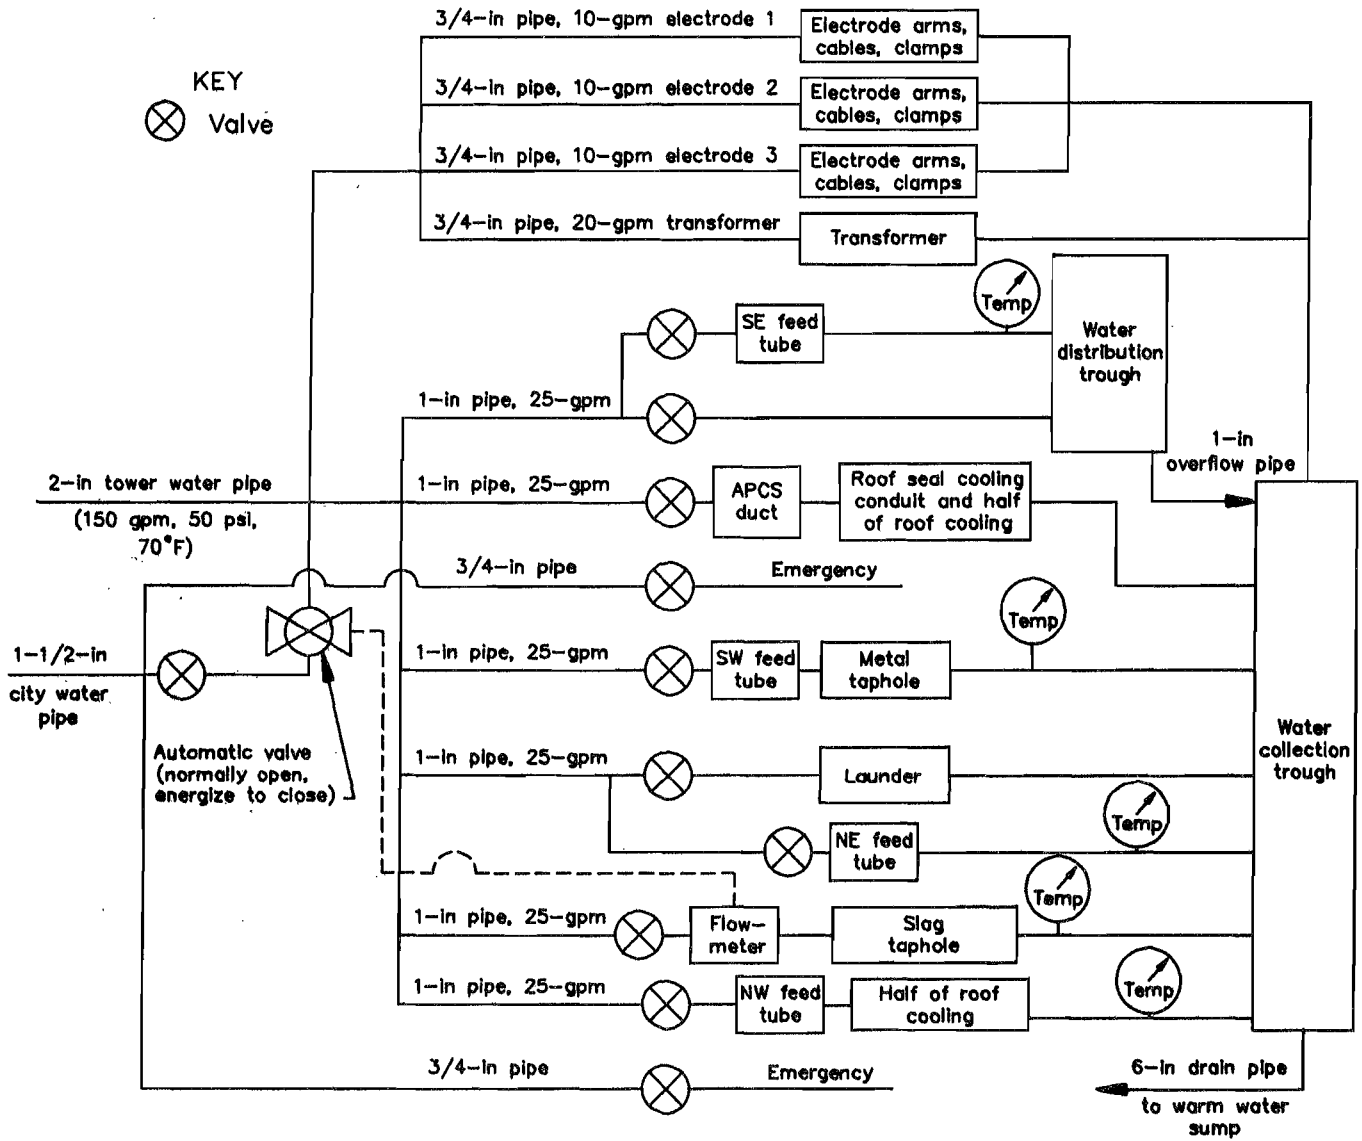 KEY
Valve
3/4-in pipe, 10-gpm electrode 1
Electrode arms,
cables, clamps
3/4-in pipe, 10-gpm electrode 2
Electrode arms,
cables, clamps
3/4-in pipe, 10-gpm electrode 3
Electrode arms,
cables, clamps
3/4-in pipe, 20-gpm transformer
Transformer
Temp
SE feed
tube
Water
distribution
trough
1-in pipe, 25-gpm
1-in
overflow pipe
2-in tower water pipe
(150 gpm, 50 psi,
70°F)
1-in pipe, 25-gpm
APCS
duct
Roof seal cooling
conduit and half
of roof cooling
3/4-in pipe
Emergency
Temp
1-1/2-in
city water
pipe
1-in pipe, 25-gpm
SW feed
tube
Metal
taphole
Automatic valve
(normally open,
energize to close)
1-in pipe, 25-gpm
Launder
Water
collection
trough
Temp
NE feed
tube
Temp
1-in pipe, 25-gpm
Flow-
meter
Slag
taphole
Temp
1-in pipe, 25-gpm
NW feed
tube
Half of roof
cooling
3/4-in pipe
Emergency
6-in drain pipe
to warm water
sump